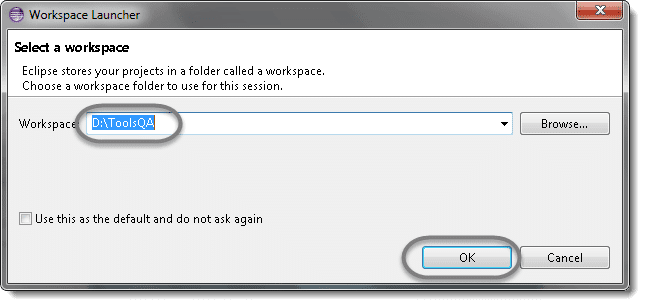 Workspace Launcher
Select a workspace
Eclipse stores your projects in a folder called a workspace.
Choose a workspace folder to use for this session.
Workspace D:\ToolsQA Browse...
Use this as the default and do not ask again
OK Cancel